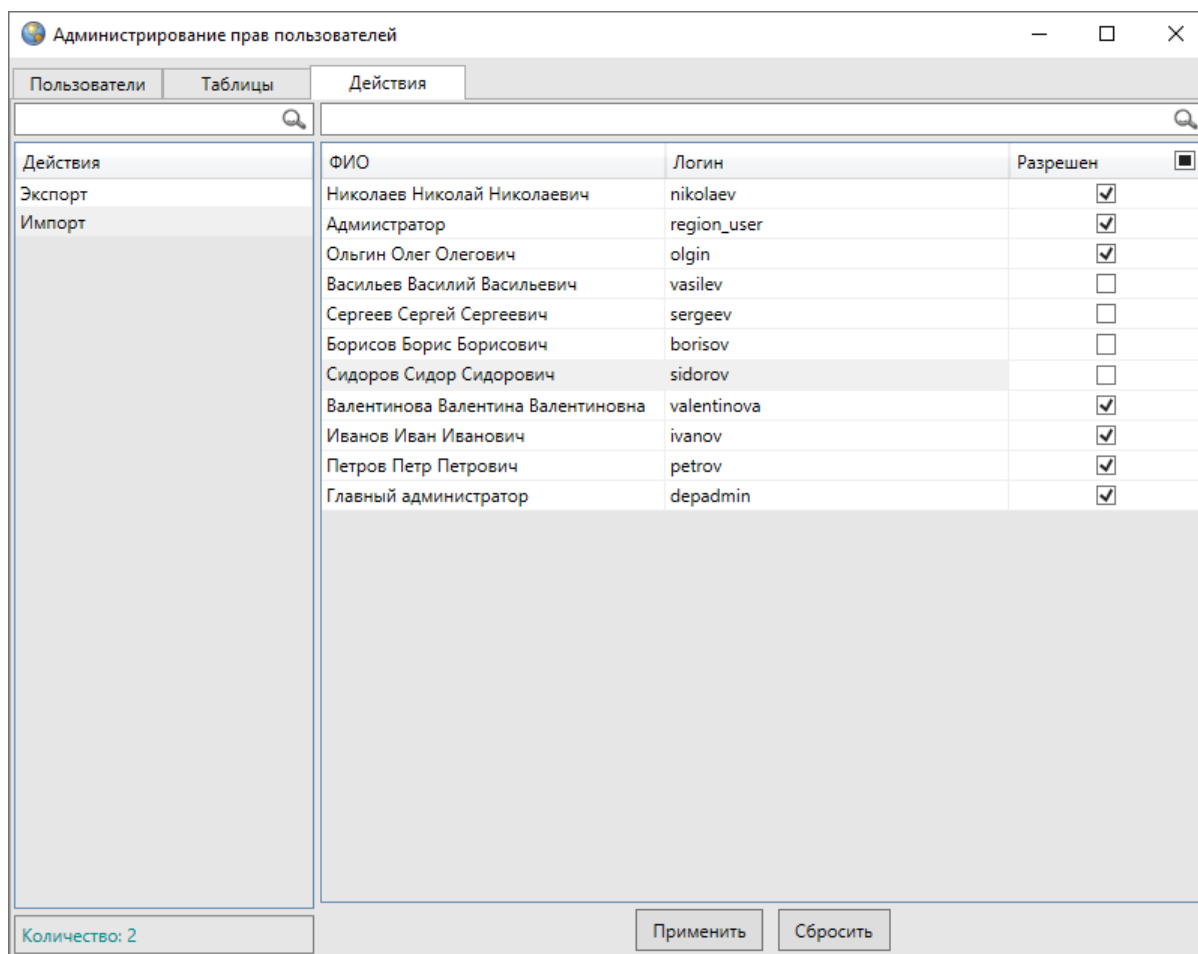 Администрирование прав пользователей
Пользователи Таблицы Действия
Действия
Экспорт
Импорт
ФИО Логин Разрешен
Николаев Николай Николаевич nikolaev
Адмиистратор region_user
Ольгин Олег Олегович olgin
Васильев Василий Васильевич vasilev
Сергеев Сергей Сергеевич sergeev
Борисов Борис Борисович borisov
Сидоров Сидор Сидорович sidorov
Валентинова Валентина Валентиновна valentinova
Иванов Иван Иванович ivanov
Петров Петр Петрович petrov
Главный администратор depadmin
Количество: 2
Применить Сбросить